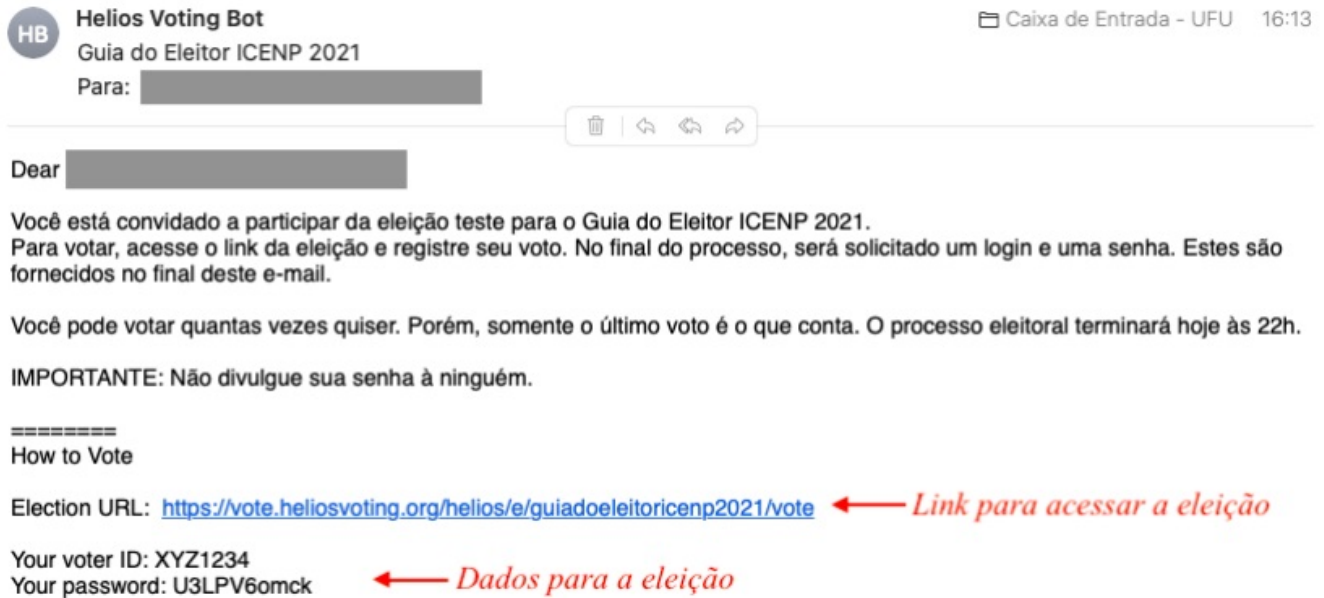 HB
Helios Voting Bot
Caixa de Entrada - UFU 16:13
Guia do Eleitor ICENP 2021
Para:
Dear
Você está convidado a participar da eleição teste para o Guia do Eleitor ICENP 2021.
Para votar, acesse o link da eleição e registre seu voto. No final do processo, será solicitado um login e uma senha. Estes são
fornecidos no final deste e-mail.
Você pode votar quantas vezes quiser. Porém, somente o último voto é o que conta. O processo eleitoral terminará hoje às 22h.
IMPORTANTE: Não divulgue sua senha à ninguém.
========
How to Vote
Election URL: https://vote.heliosvoting.org/helios/e/guiadoeleitoricenp2021/vote Link para acessar a eleição
Your voter ID: XYZ1234
Your password: U3LPV6omck Dados para a eleição